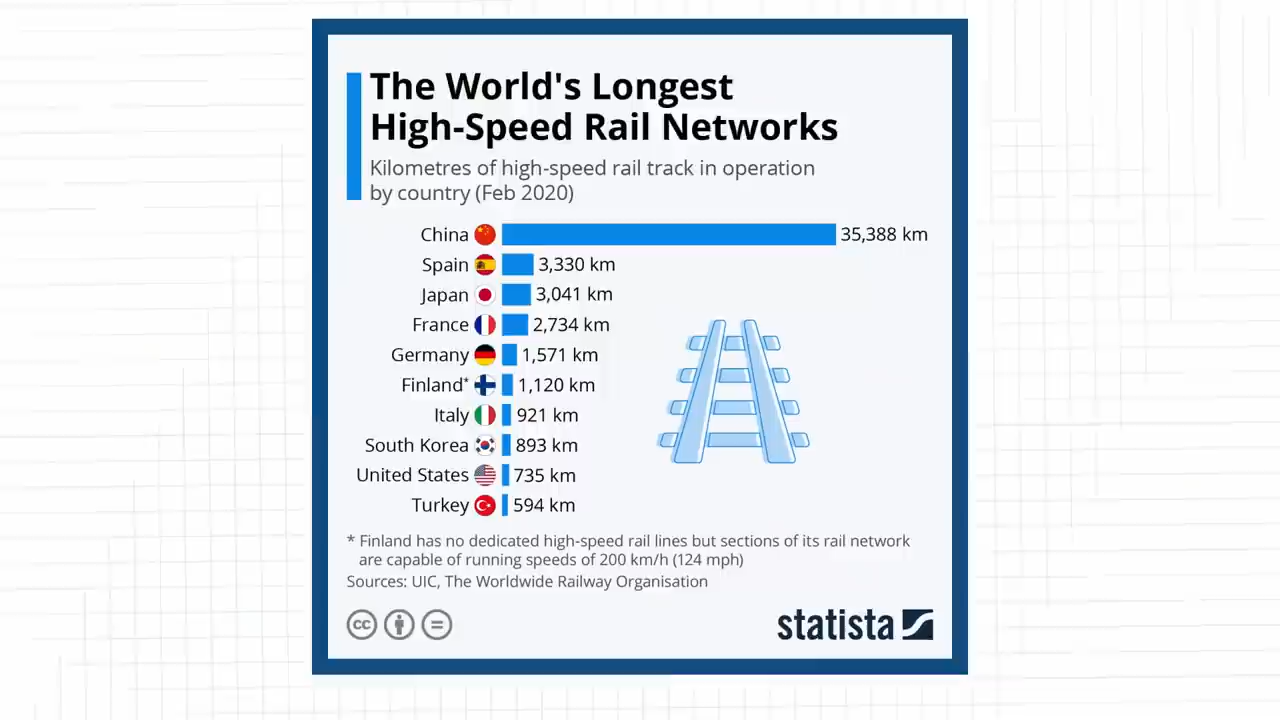 The World's Longest
High-Speed Rail Networks
Kilometres of high-speed rail track in operation
by country (Feb 2020)
China 35,388 km
Spain 3,330 km
Japan 3,041 km
France 2,734 km
Germany 1,571 km
Finland* 1,120 km
Italy 921 km
South Korea 893 km
United States 735 km
Turkey 594 km
* Finland has no dedicated high-speed rail lines but sections of its rail network
are capable of running speeds of 200 km/h (124 mph)
Sources: UIC, The Worldwide Railway Organisation
cc
statista